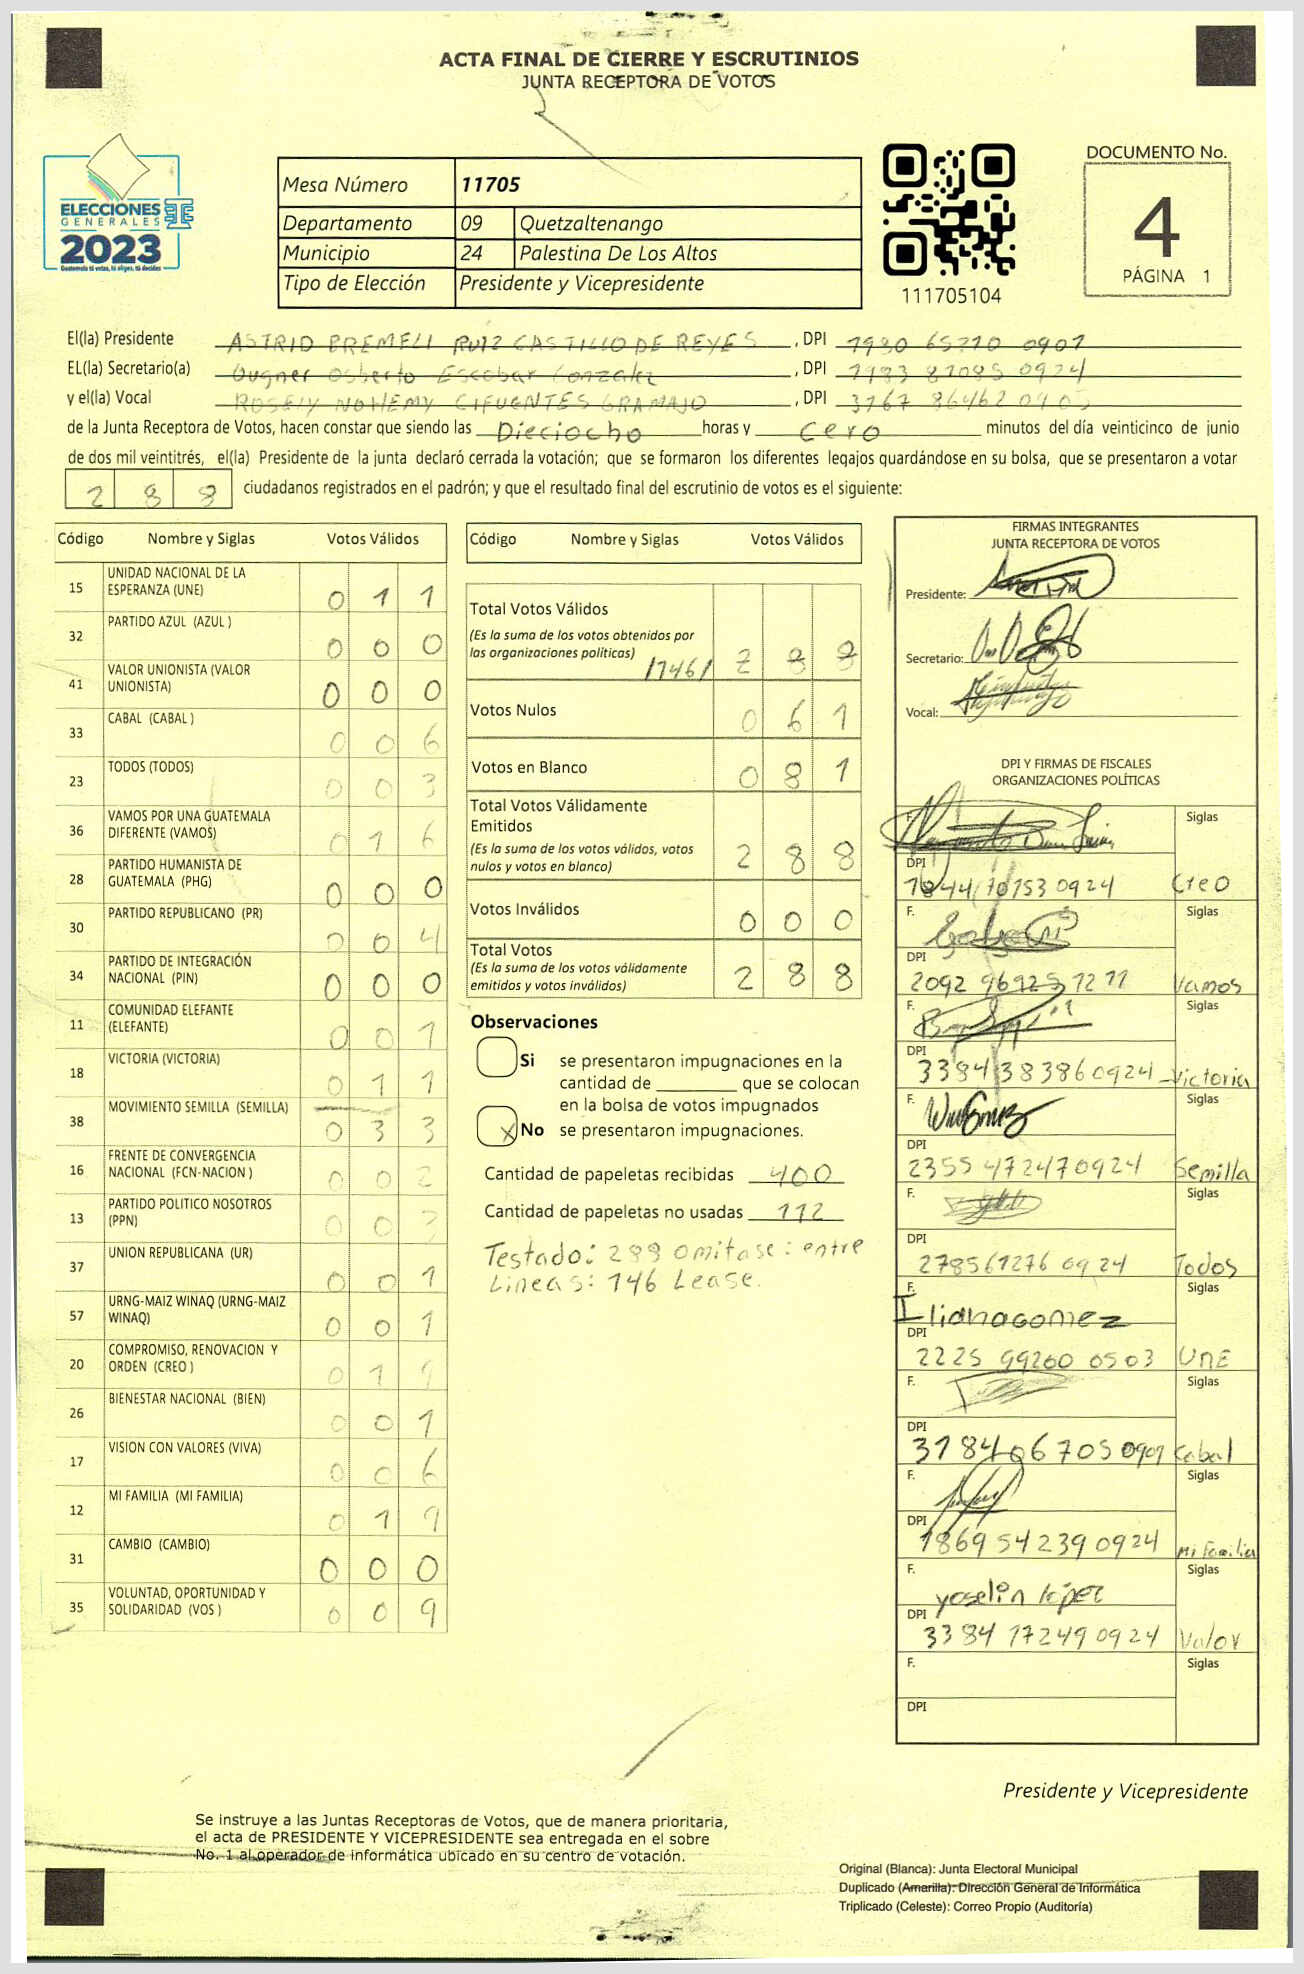 ACTA FINAL DE CIERRE Y ESCRUTINIOS
JUNTA RECEPTORA DE VOTOS
ELECCIONES
GENERALES
2023
Guatemala tú votas, tú eliges, tú decides
Mesa Número 11705
Departamento 09 Quetzaltenango
Municipio 24 Palestina De Los Altos
Tipo de Elección Presidente y Vicepresidente
111705104
DOCUMENTO No.
4
PÁGINA 1
El(la) Presidente ASTRID BREMELI RUIZ CASTILLO DE REYES, DPI 1980 65710 0901
EL(la) Secretario(a) Osberto Escobar Gonzalez, DPI 1983 87085 0924
y el(la) Vocal ROSELY NOHEMY CIFUENTES GRAMAJO, DPI 3767 86462 0905
de la Junta Receptora de Votos, hacen constar que siendo las Dieciocho horas y Cero minutos del día veinticinco de junio
de dos mil veintitrés, el(la) Presidente de la junta declaró cerrada la votación; que se formaron los diferentes legajos guardándose en su bolsa, que se presentaron a votar
288 ciudadanos registrados en el padrón; y que el resultado final del escrutinio de votos es el siguiente:
Código Nombre y Siglas Votos Válidos
15 UNIDAD NACIONAL DE LA ESPERANZA (UNE) 0 1 1
32 PARTIDO AZUL (AZUL ) 0 0 0
41 VALOR UNIONISTA (VALOR UNIONISTA) 0 0 0
33 CABAL (CABAL ) 0 0 6
23 TODOS (TODOS) 0 0 3
36 VAMOS POR UNA GUATEMALA DIFERENTE (VAMOS) 0 1 6
28 PARTIDO HUMANISTA DE GUATEMALA (PHG) 0 0 0
30 PARTIDO REPUBLICANO (PR) 0 0 4
34 PARTIDO DE INTEGRACIÓN NACIONAL (PIN) 0 0 0
11 COMUNIDAD ELEFANTE (ELEFANTE) 0 0 1
18 VICTORIA (VICTORIA) 0 1 1
38 MOVIMIENTO SEMILLA (SEMILLA) 0 3 3
16 FRENTE DE CONVERGENCIA NACIONAL (FCN-NACION ) 0 0 2
13 PARTIDO POLITICO NOSOTROS (PPN) 0 0 3
37 UNION REPUBLICANA (UR) 0 0 1
57 URNG-MAIZ WINAQ (URNG-MAIZ WINAQ) 0 0 1
20 COMPROMISO, RENOVACION Y ORDEN (CREO ) 0 1 9
26 BIENESTAR NACIONAL (BIEN) 0 0 1
17 VISION CON VALORES (VIVA) 0 0 6
12 MI FAMILIA (MI FAMILIA) 0 1 9
31 CAMBIO (CAMBIO) 0 0 0
35 VOLUNTAD, OPORTUNIDAD Y SOLIDARIDAD (VOS ) 0 0 9
Código Nombre y Siglas Votos Válidos
Total Votos Válidos
(Es la suma de los votos obtenidos por
las organizaciones políticas) /146/ 2 8 8
Votos Nulos 0 6 1
Votos en Blanco 0 8 1
Total Votos Válidamente
Emitidos
(Es la suma de los votos válidos, votos
nulos y votos en blanco) 2 8 8
Votos Inválidos 0 0 0
Total Votos
(Es la suma de los votos válidamente
emitidos y votos inválidos) 2 8 8
Observaciones
Si se presentaron impugnaciones en la
cantidad de ________ que se colocan
en la bolsa de votos impugnados
X No se presentaron impugnaciones.
Cantidad de papeletas recibidas 400
Cantidad de papeletas no usadas 112
Testado: 288 omitase: entre
Lineas: 146 Lease.
FIRMAS INTEGRANTES
JUNTA RECEPTORA DE VOTOS
Presidente:
Secretario:
Vocal:
DPI Y FIRMAS DE FISCALES
ORGANIZACIONES POLÍTICAS
F. Siglas
DPI 1844 70753 0924 Creo
F. Siglas
DPI 2092 96923 1211 Vamos
F. Siglas
DPI 3384 38386 0924 Victoria
F. Siglas
DPI 2355 47247 0924 Semilla
F. Siglas
DPI 2785 61276 0924 Todos
F. Ilianagomez Siglas
DPI 2225 99260 0503 UNE
F. Siglas
DPI 3184 06705 0901 Cabal
F. Siglas
DPI 1869 54239 0924 Mi Familia
F. yoselin lópez Siglas
DPI 3384 17249 0924 Valor
F. Siglas
DPI
Presidente y Vicepresidente
Se instruye a las Juntas Receptoras de Votos, que de manera prioritaria,
el acta de PRESIDENTE Y VICEPRESIDENTE sea entregada en el sobre
No. 1 al operador de informática ubicado en su centro de votación.
Original (Blanca): Junta Electoral Municipal
Duplicado (Amarilla): Dirección General de Informática
Triplicado (Celeste): Correo Propio (Auditoría)